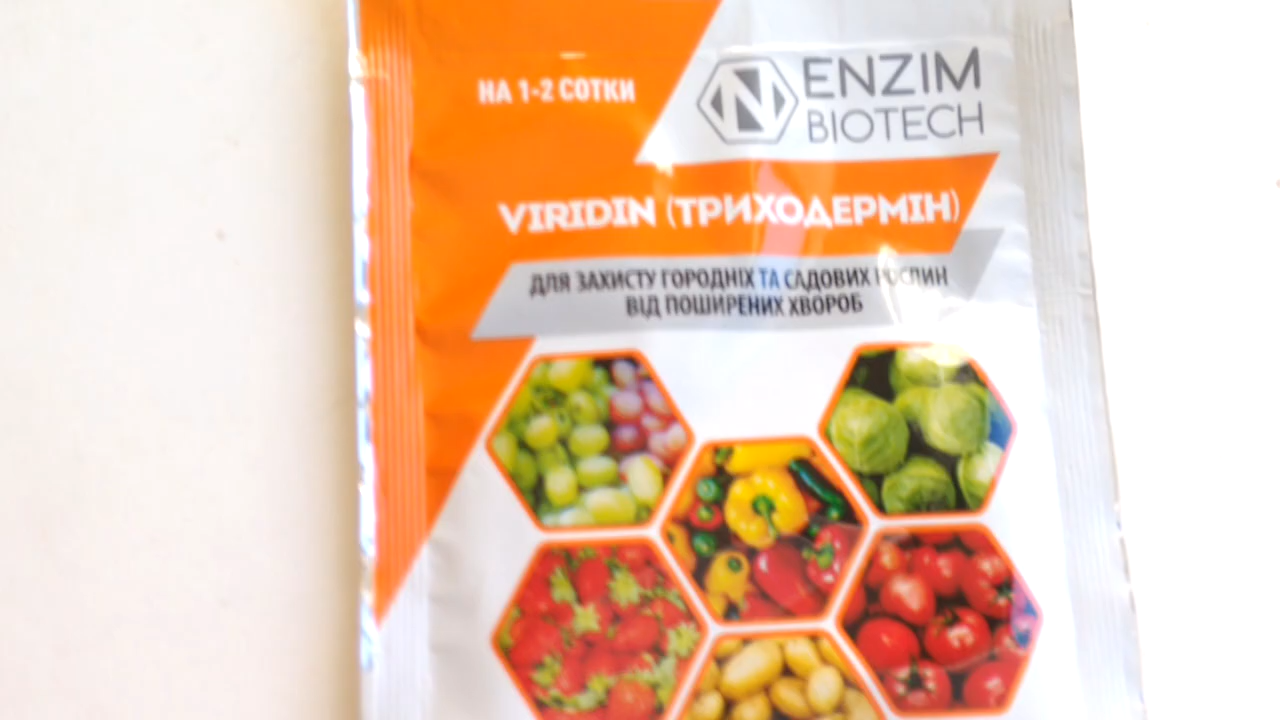 НА 1-2 СОТКИ
ENZIM
BIOTECH
VIRIDIN (ТРИХОДЕРМІН)
ДЛЯ ЗАХИСТУ ГОРОДНІХ ТА САДОВИХ РОСЛИН
ВІД ПОШИРЕНИХ ХВОРОБ